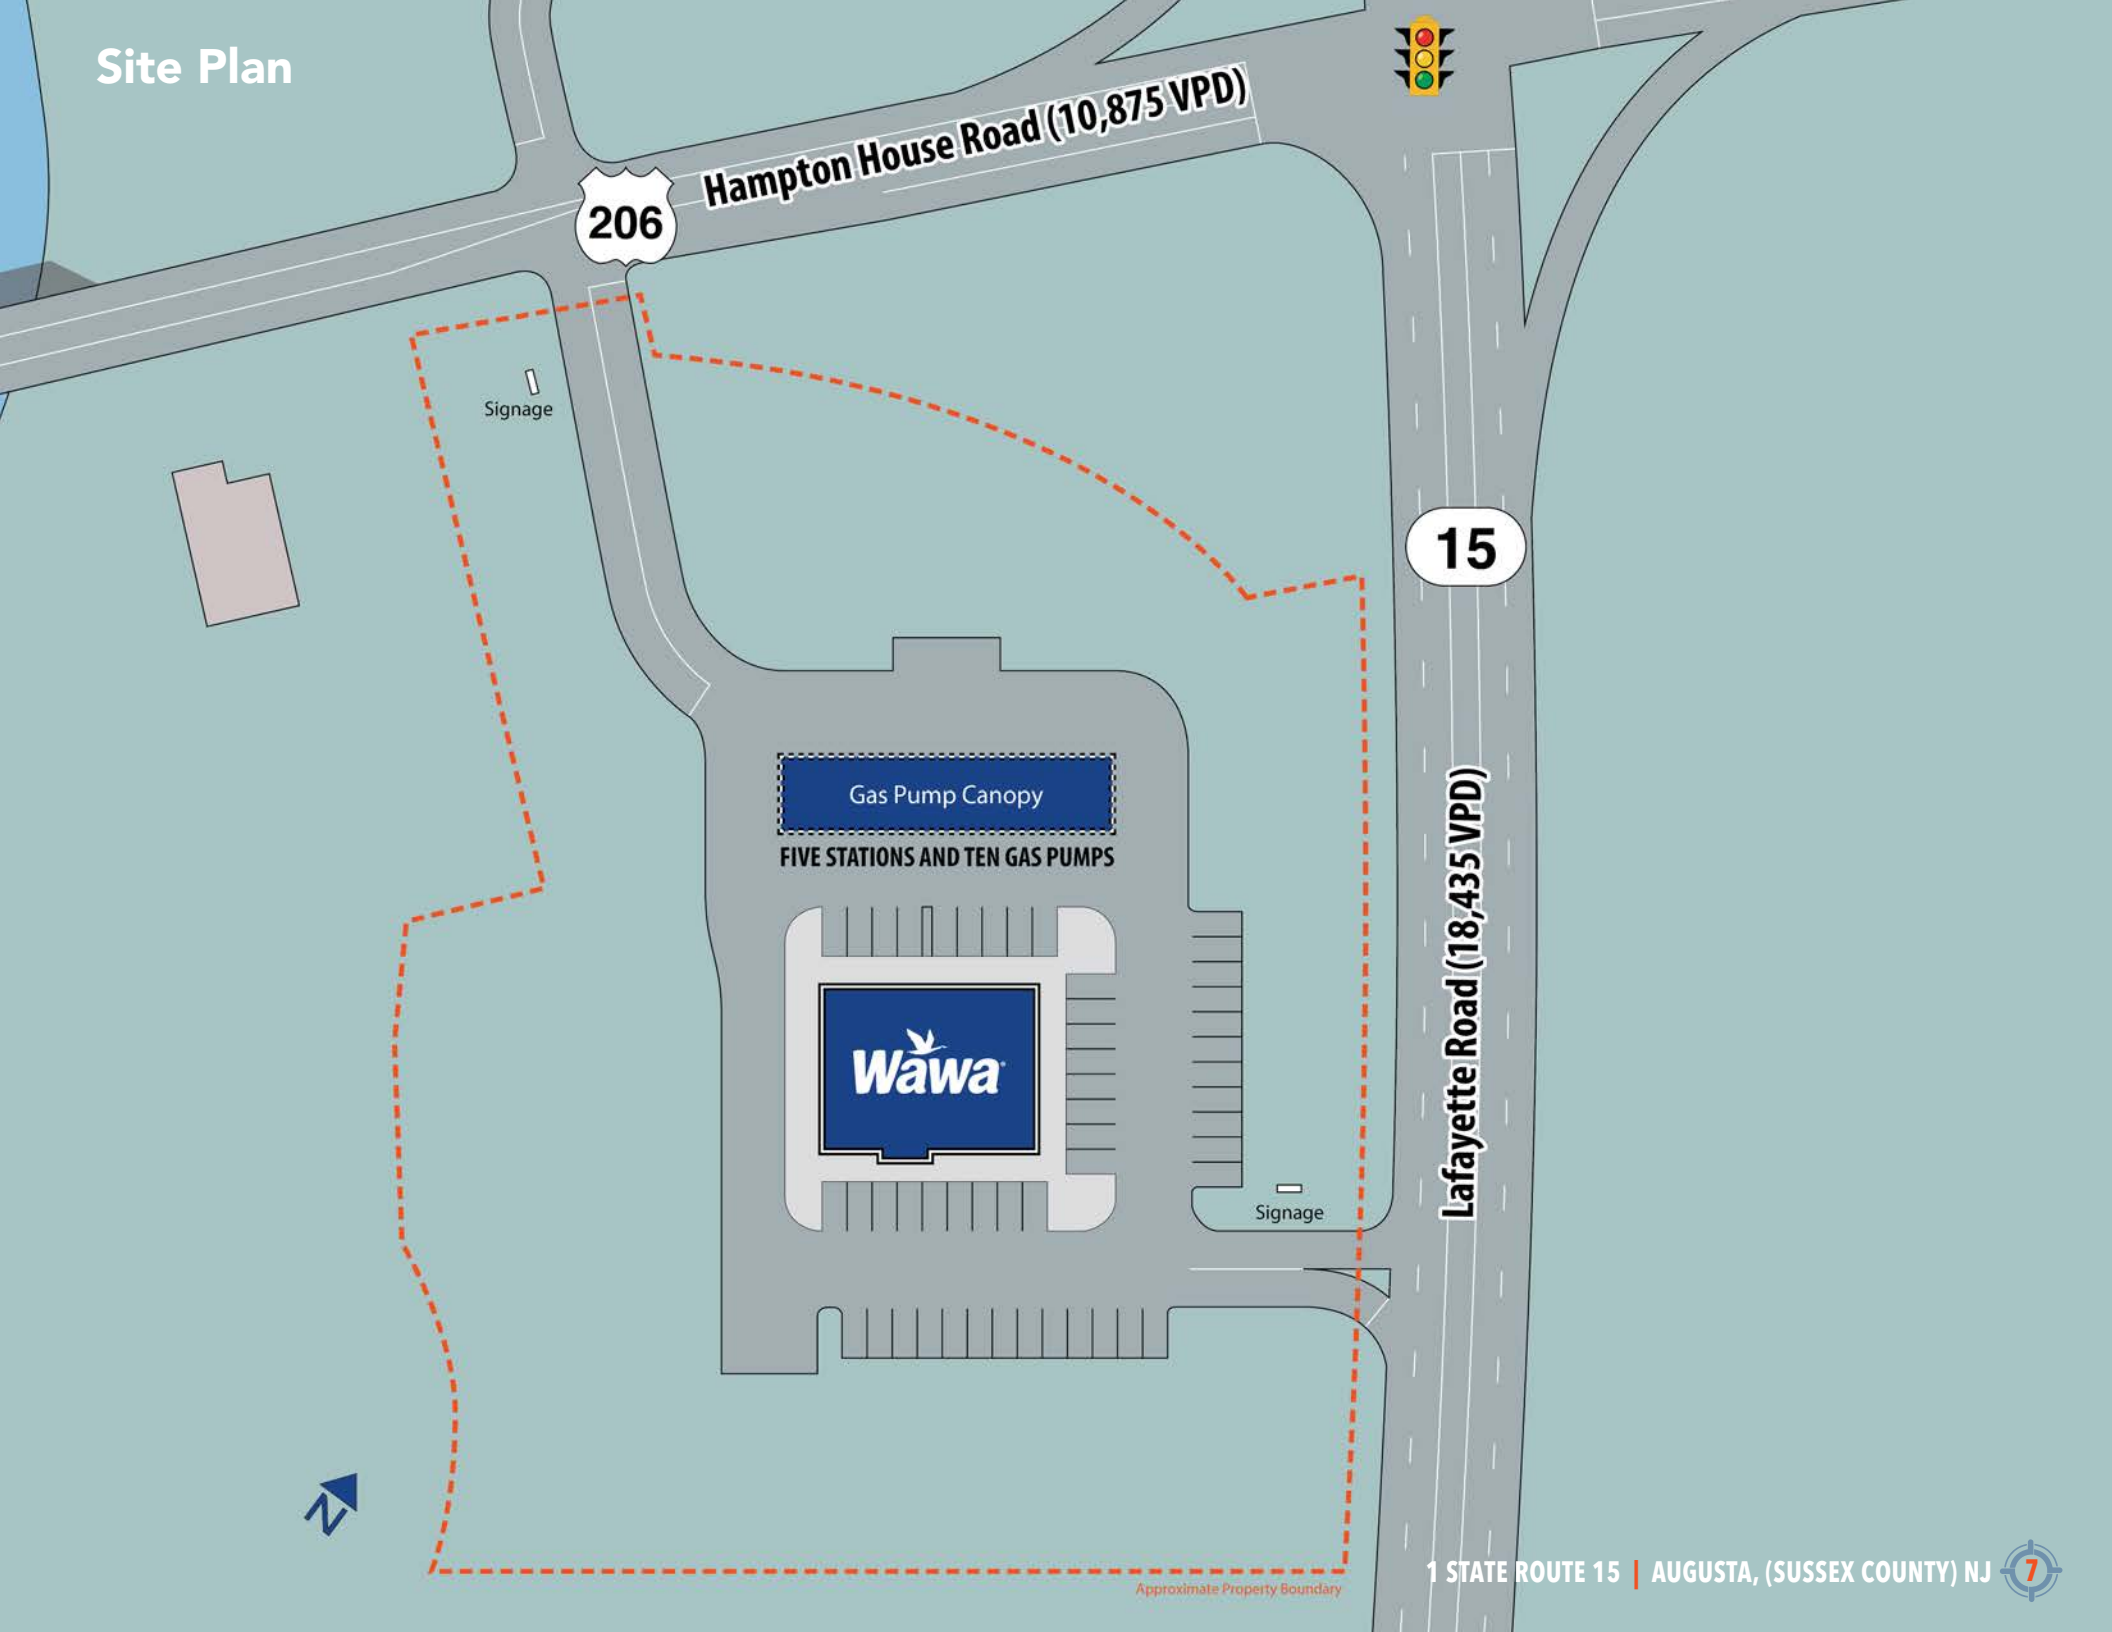 Site Plan
Hampton House Road (10,875 VPD)
206
Signage
15
Gas Pump Canopy
FIVE STATIONS AND TEN GAS PUMPS
Lafayette Road (18,435 VPD)
Wawa
Signage
N
1 STATE ROUTE 15 | AUGUSTA, (SUSSEX COUNTY) NJ 7
Approximate Property Boundary